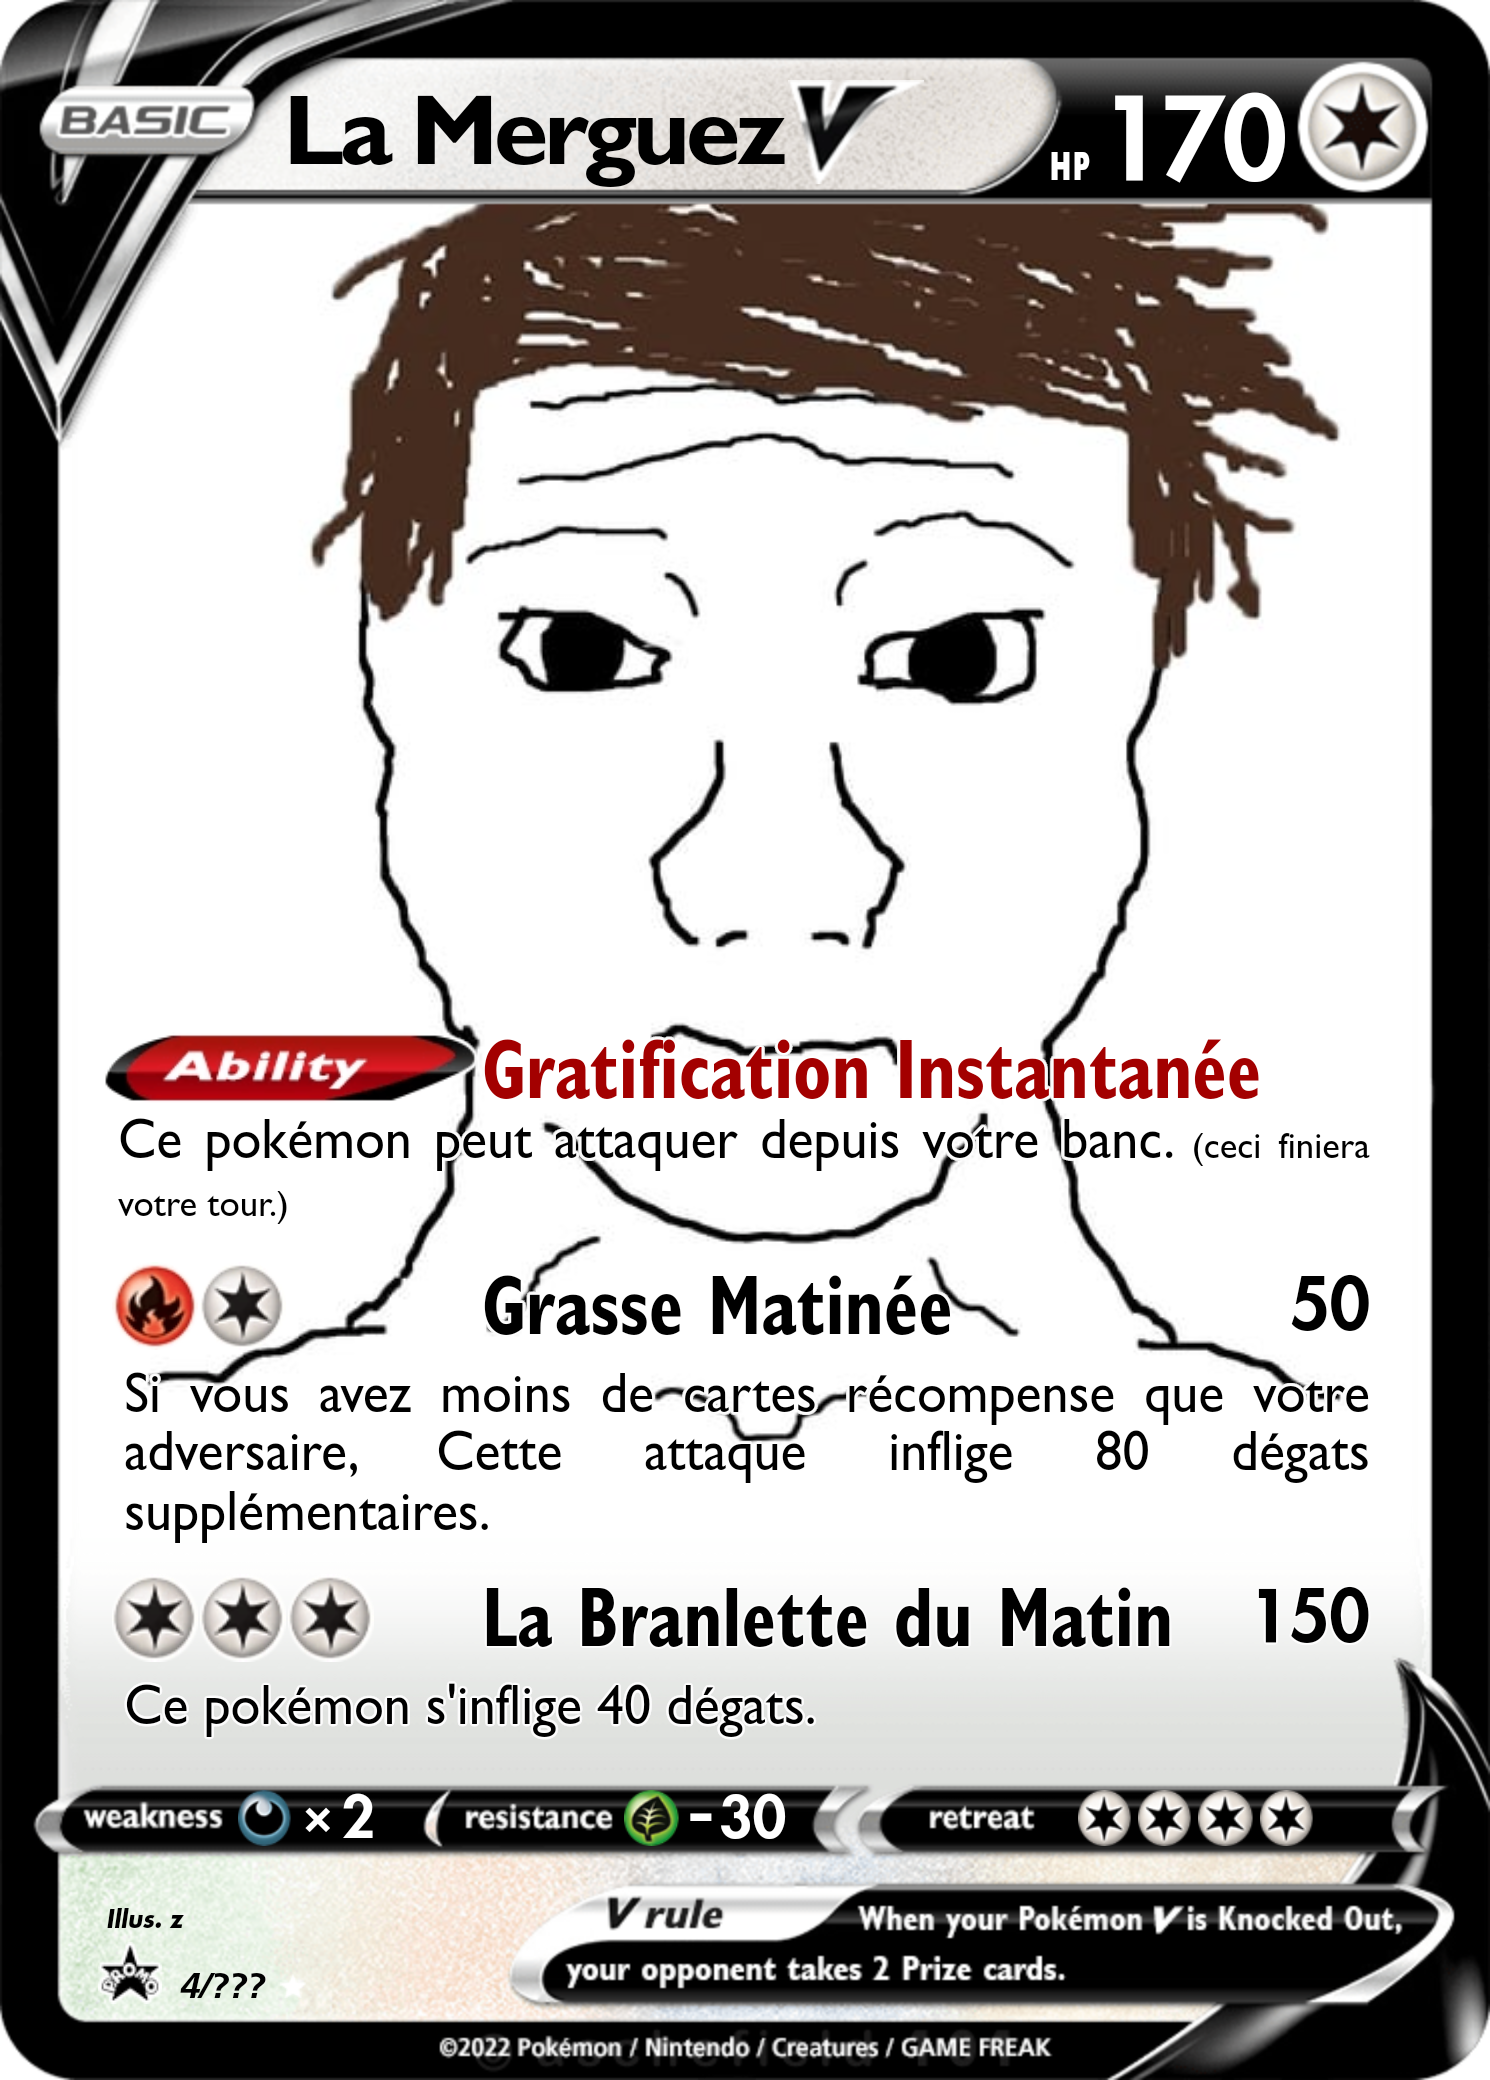 BASIC La Merguez V HP 170
Ability Gratification Instantanée
Ce pokémon peut attaquer depuis votre banc. (ceci finiera
votre tour.)
Grasse Matinée 50
Si vous avez moins de cartes récompense que votre
adversaire, Cette attaque inflige 80 dégats
supplémentaires.
La Branlette du Matin 150
Ce pokémon s'inflige 40 dégats.
weakness ×2 resistance -30 retreat
Illus. z
V rule When your Pokémon V is Knocked Out,
your opponent takes 2 Prize cards.
PROMO 4/???
©2022 Pokémon / Nintendo / Creatures / GAME FREAK